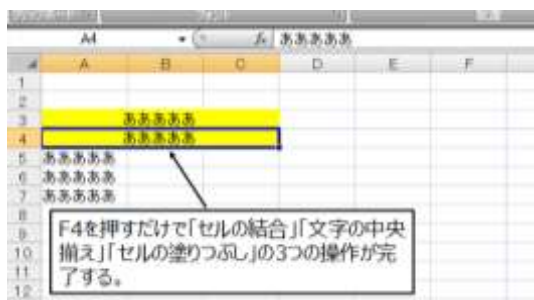 A4 fx あああああ
A B C D E F
1
2
3 あああああ
4 あああああ
5 あああああ
6 あああああ
7 あああああ
8
9
10
11
12
F4を押すだけで「セルの結合」「文字の中央
揃え」「セルの塗りつぶし」の3つの操作が完
了する。